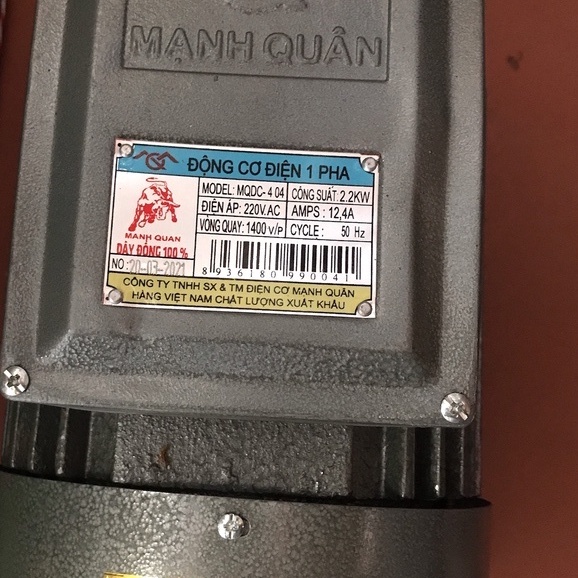 MẠNH QUÂN
ĐỘNG CƠ ĐIỆN 1 PHA
MODEL: MQDC- 4 04
CÔNG SUẤT: 2.2KW
ĐIỆN ÁP: 220V.AC
AMPS : 12,4A
VÒNG QUAY: 1400 v/p
CYCLE : 50 Hz
MẠNH QUÂN
DÂY ĐỒNG 100 %
NO: 20-03-2021
8 936180 990041
CÔNG TY TNHH SX & TM ĐIỆN CƠ MẠNH QUÂN
HÀNG VIỆT NAM CHẤT LƯỢNG XUẤT KHẨU